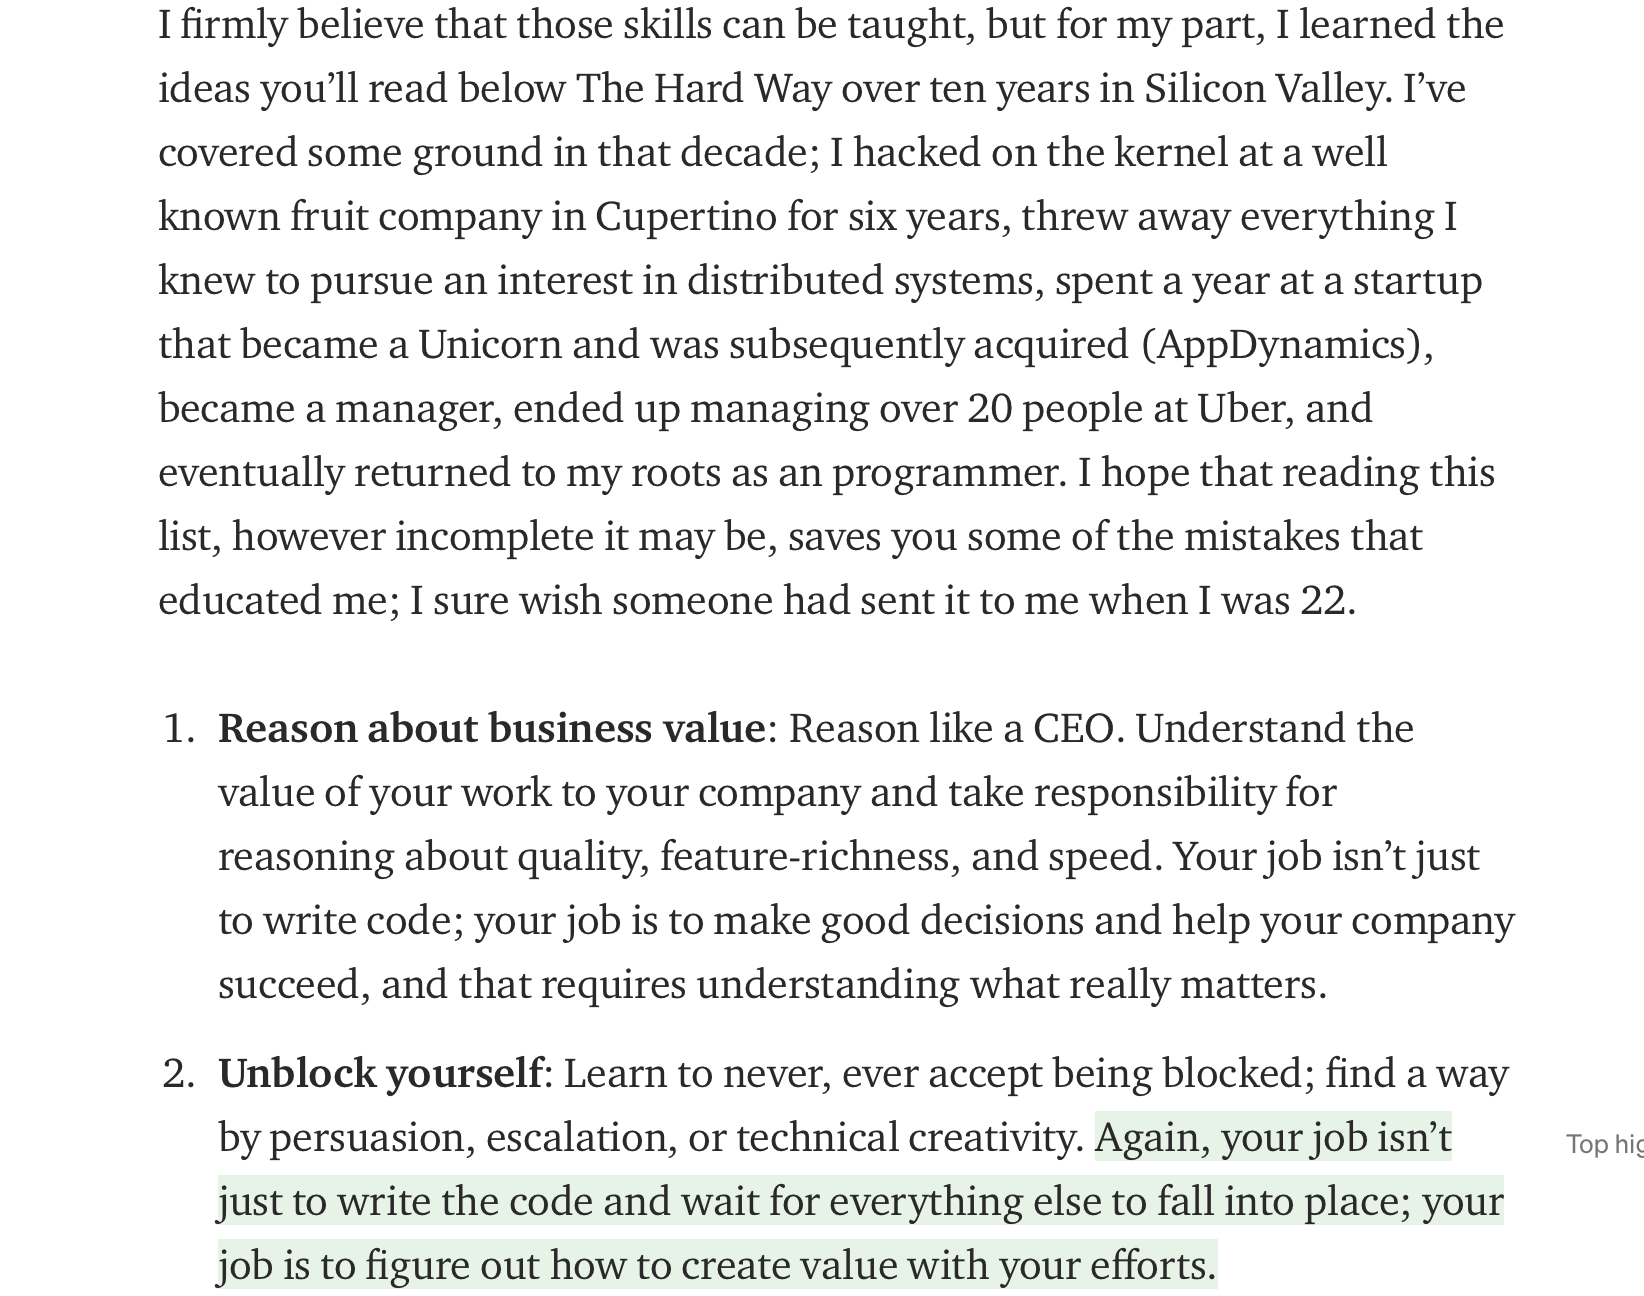 I firmly believe that those skills can be taught, but for my part, I learned the
ideas you’ll read below The Hard Way over ten years in Silicon Valley. I’ve
covered some ground in that decade; I hacked on the kernel at a well
known fruit company in Cupertino for six years, threw away everything I
knew to pursue an interest in distributed systems, spent a year at a startup
that became a Unicorn and was subsequently acquired (AppDynamics),
became a manager, ended up managing over 20 people at Uber, and
eventually returned to my roots as an programmer. I hope that reading this
list, however incomplete it may be, saves you some of the mistakes that
educated me; I sure wish someone had sent it to me when I was 22.
1. Reason about business value: Reason like a CEO. Understand the
value of your work to your company and take responsibility for
reasoning about quality, feature-richness, and speed. Your job isn’t just
to write code; your job is to make good decisions and help your company
succeed, and that requires understanding what really matters.
2. Unblock yourself: Learn to never, ever accept being blocked; find a way
by persuasion, escalation, or technical creativity. Again, your job isn’t
just to write the code and wait for everything else to fall into place; your
job is to figure out how to create value with your efforts.
Top hig